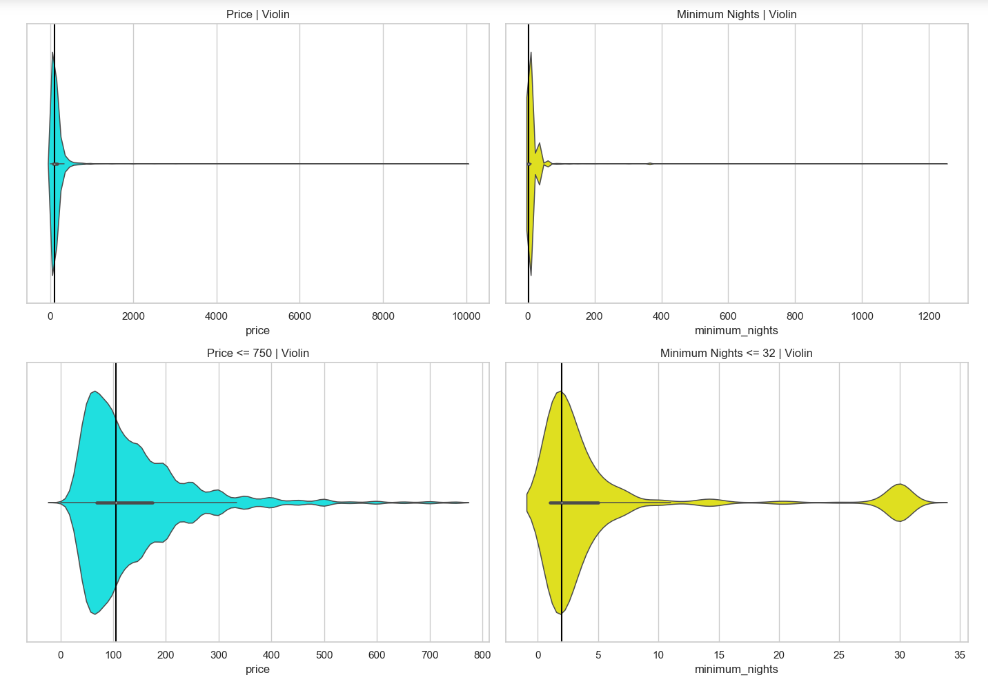 Price | Violin
Minimum Nights | Violin
0 2000 4000 6000 8000 10000
price
0 200 400 600 800 1000 1200
minimum_nights
Price <= 750 | Violin
Minimum Nights <= 32 | Violin
0 100 200 300 400 500 600 700 800
price
0 5 10 15 20 25 30 35
minimum_nights